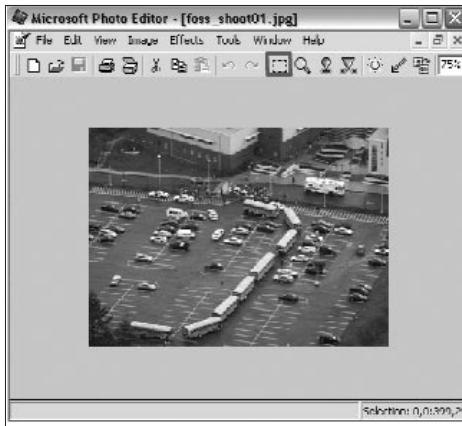 Microsoft Photo Editor - [foss_shoot01.jpg]
File Edit View Image Effects Tools Window Help
75%
Selection: 0,0:399,2